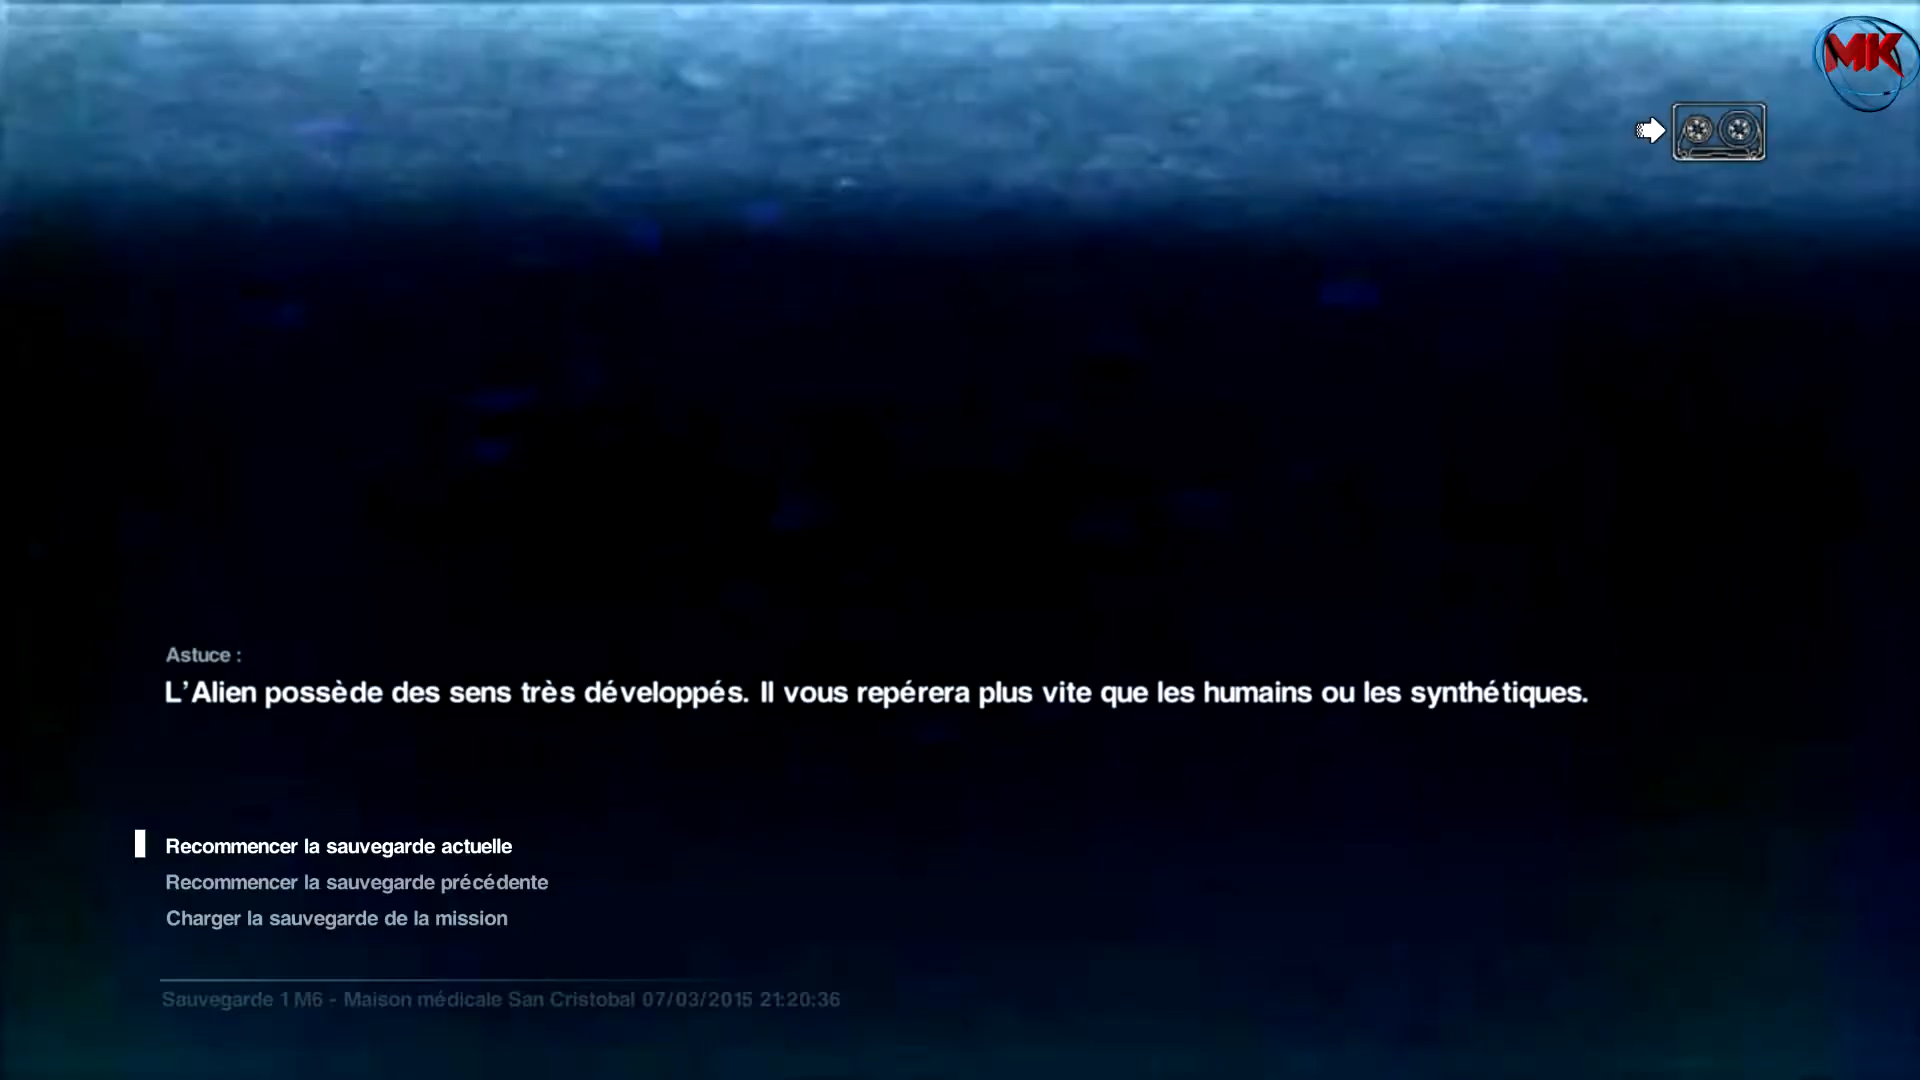 MK
Astuce :
L'Alien possède des sens très développés. Il vous repérera plus vite que les humains ou les synthétiques.
Recommencer la sauvegarde actuelle
Recommencer la sauvegarde précédente
Charger la sauvegarde de la mission
Sauvegarde 1 M6 - Maison médicale San Cristobal 07/03/2015 21:20:36